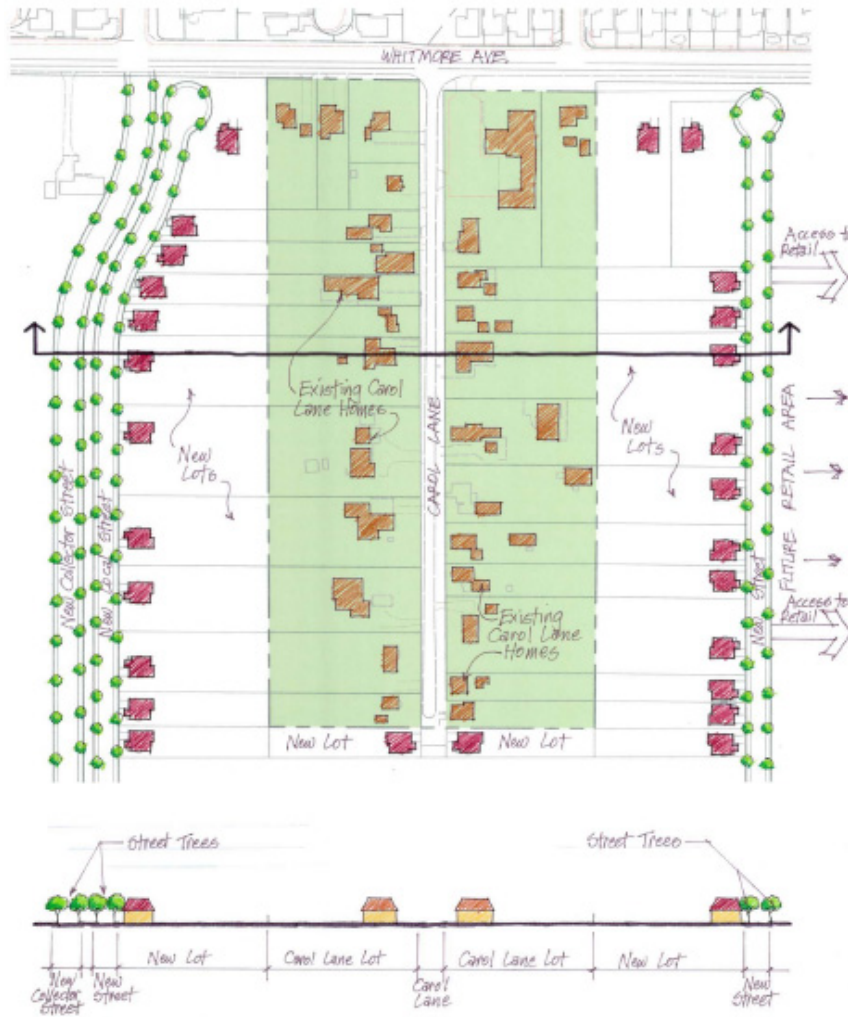 WHITMORE AVE.
Access to
Retail
Existing Carol
Lane Homes
New
Lots
New
Lots
CAROL LANE
New Collector Street
New Local Street
New Street
FUTURE RETAIL AREA
Existing
Carol Lane
Homes
Access to
Retail
New Lot
New Lot
Street Trees
Street Trees
New Lot
Carol Lane Lot
Carol Lane Lot
New Lot
New
Collector
Street
New
Street
Carol
Lane
New
Street